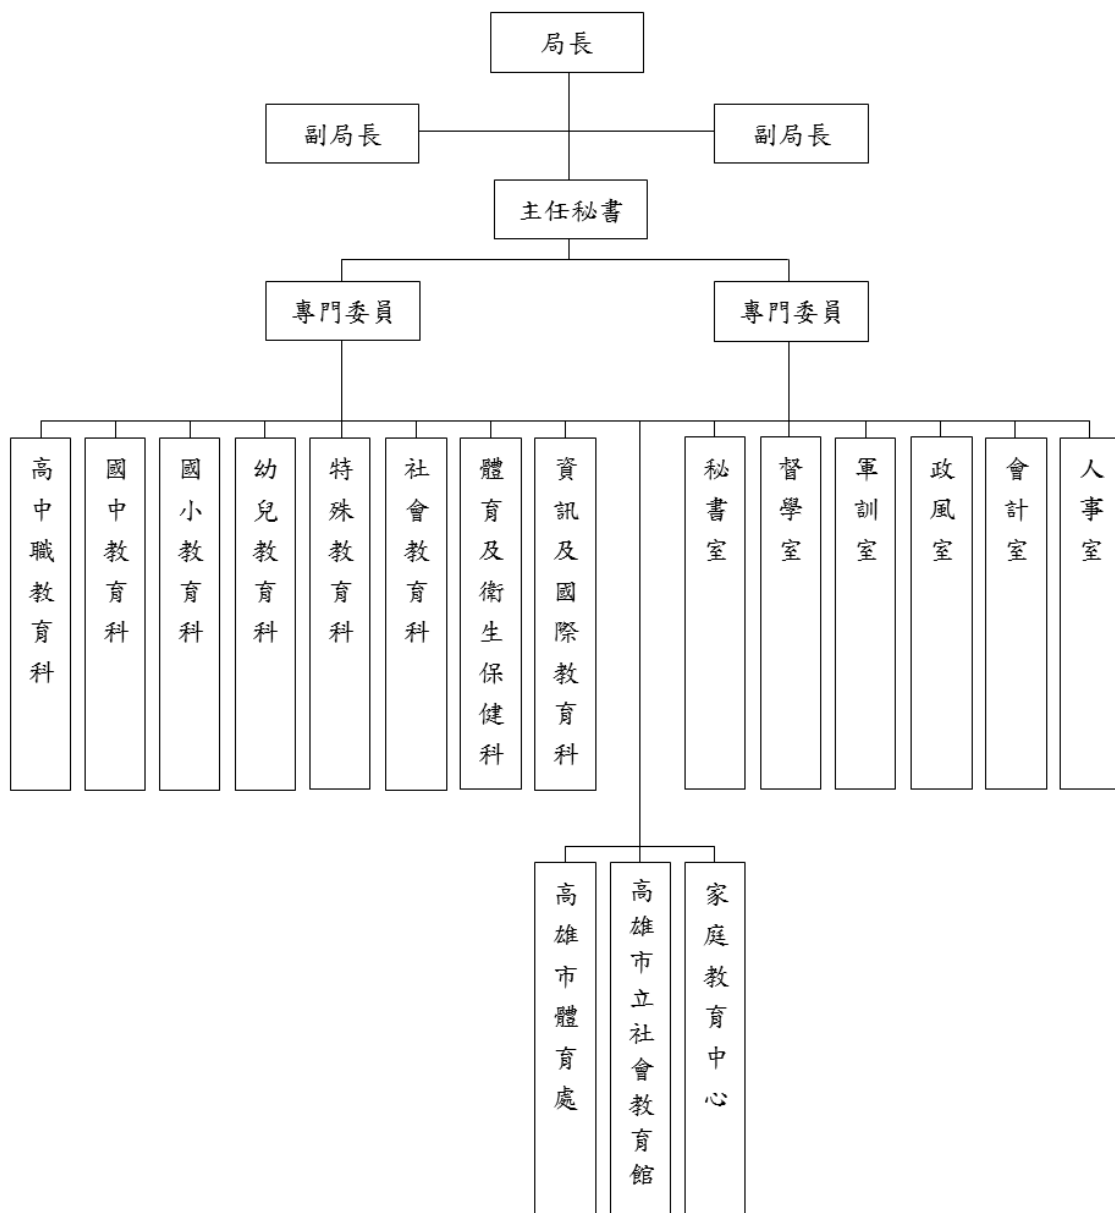 局長
副局長
副局長
主任秘書
專門委員
專門委員
高中職教育科
國中教育科
國小教育科
幼兒教育科
特殊教育科
社會教育科
體育及衛生保健科
資訊及國際教育科
秘書室
督學室
軍訓室
政風室
會計室
人事室
高雄市體育處
高雄市立社會教育館
家庭教育中心